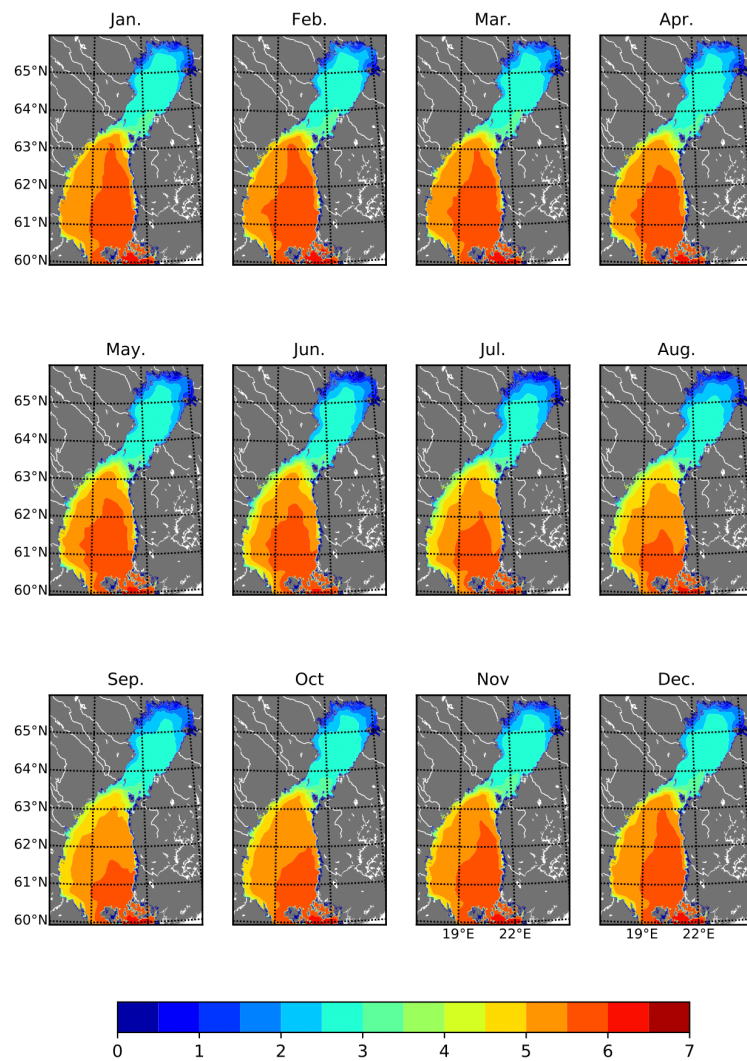 Jan. Feb. Mar. Apr.
65°N
64°N
63°N
62°N
61°N
60°N
May. Jun. Jul. Aug.
65°N
64°N
63°N
62°N
61°N
60°N
Sep. Oct Nov Dec.
65°N
64°N
63°N
62°N
61°N
60°N
19°E 22°E 19°E 22°E
0 1 2 3 4 5 6 7